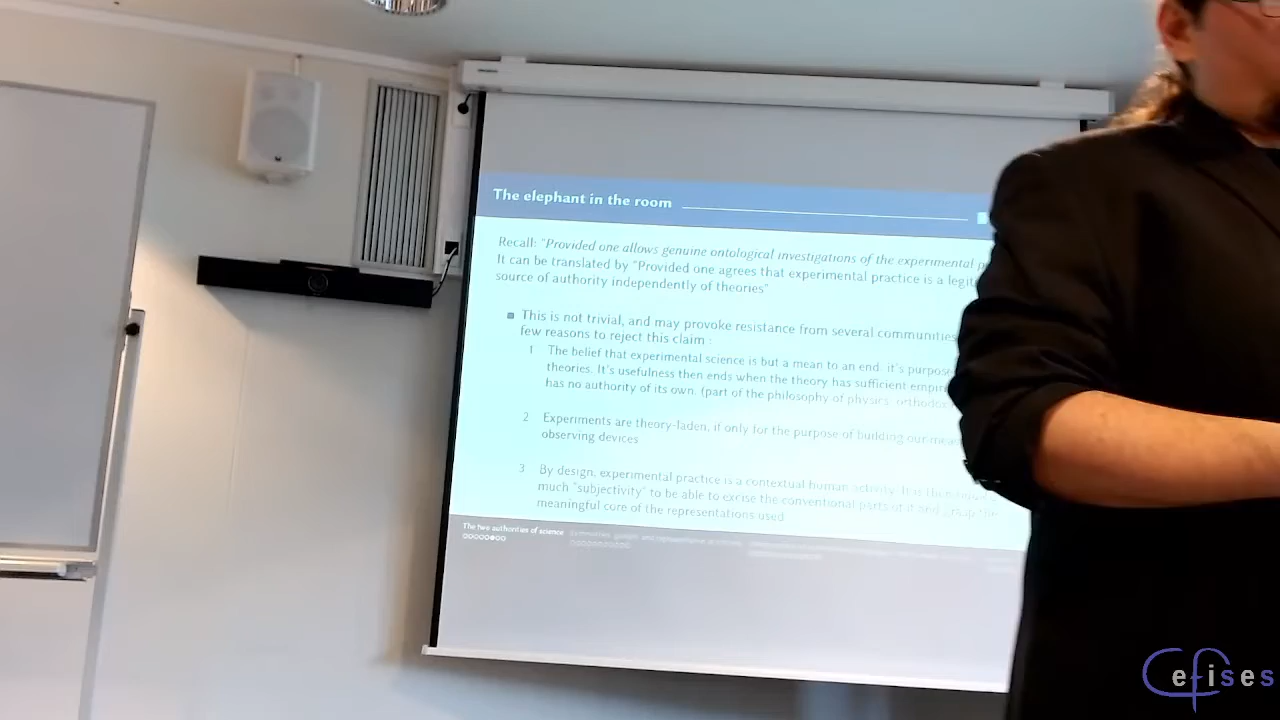 The elephant in the room
Recall: "Provided one allows genuine ontological investigations of the experimental
It can be translated by "Provided one agrees that experimental practice is a
source of authority independently of theories"
This is not trivial, and may provoke resistance from several communities
few reasons to reject this claim :
1 The belief that experimental science is but a mean to an end: it's purpose
theories. It's usefulness then ends when the theory has sufficient
has no authority of its own. (part of the philosophy of physics,
2 Experiments are theory-laden, if only for the purpose of building our
observing devices
3 By design, experimental practice is a contextual human activity. It is then
much "subjectivity" to be able to excise the conventional parts of it and grasp the
meaningful core of the representations used
The two authorities of science
efises